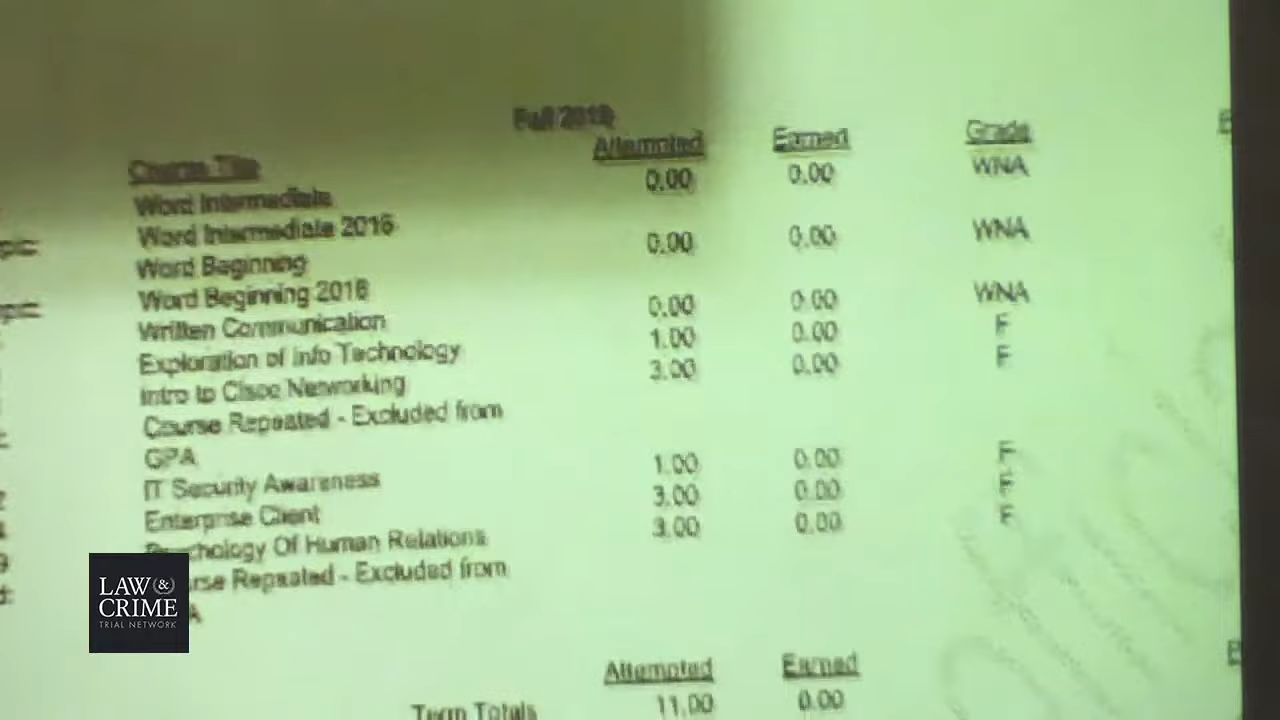 Fall 2018
Course Title Attempted Earned Grade
Word Intermediate 0.00 0.00 WNA
Word Intermediate 2016
Word Beginning 0.00 0.00 WNA
Word Beginning 2016
Written Communication 0.00 0.00 WNA
Exploration of Info Technology 1.00 0.00 F
Intro to Cisco Networking 3.00 0.00 F
Course Repeated - Excluded from
GPA
IT Security Awareness 1.00 0.00 F
Enterprise Client 3.00 0.00 F
Psychology Of Human Relations 3.00 0.00 F
Repeated - Excluded from
Attempted Earned
Term Totals 11.00 0.00
LAW & CRIME
TRIAL NETWORK